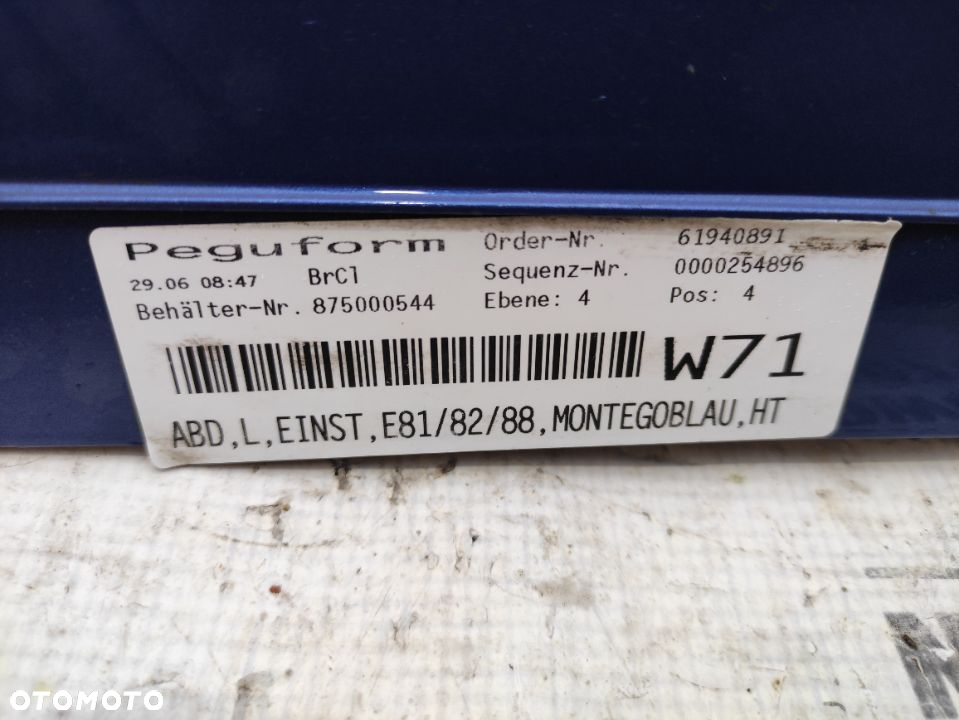 Peguform Order-Nr. 61940891
29.06 08:47 BrCl Sequenz-Nr. 0000254896
Behälter-Nr. 875000544 Ebene: 4 Pos: 4
W71
ABD,L,EINST,E81/82/88,MONTEGOBLAU,HT
OTOMOTO